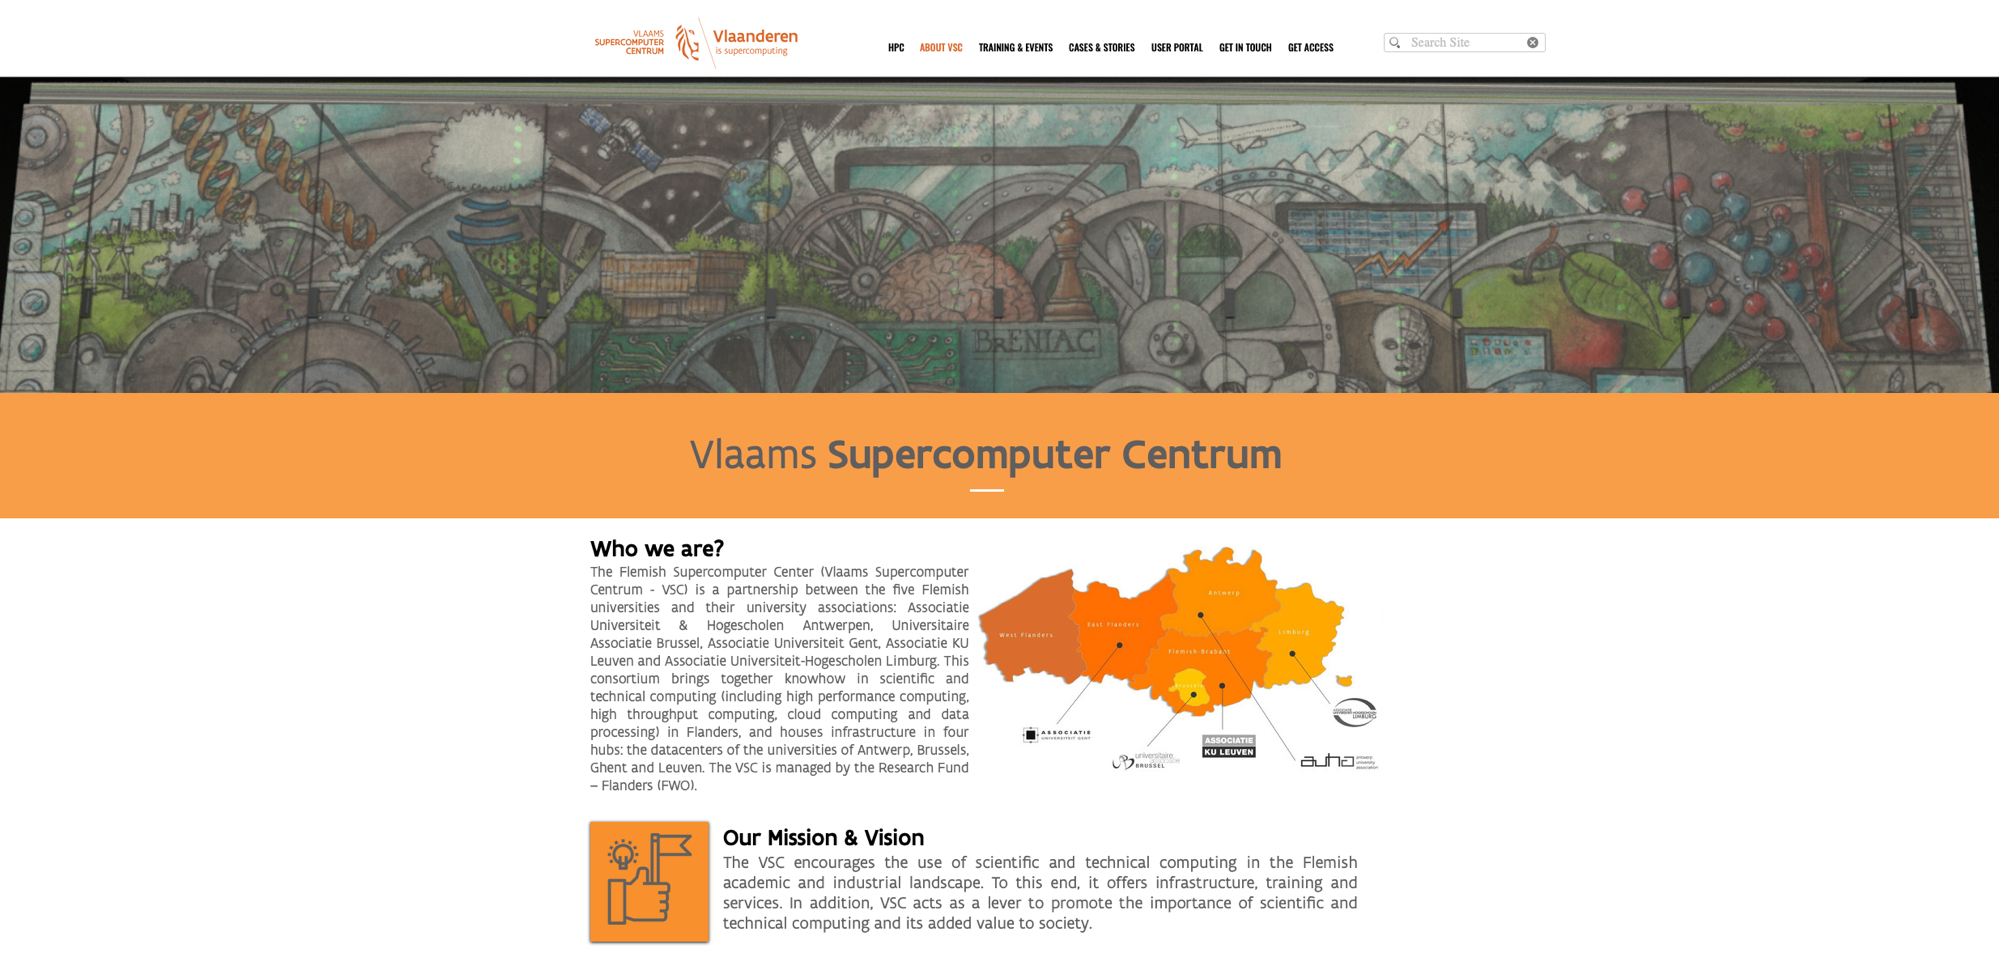 VLAAMS
SUPERCOMPUTER
CENTRUM
Vlaanderen
is supercomputing
HPC ABOUT VSC TRAINING & EVENTS CASES & STORIES USER PORTAL GET IN TOUCH GET ACCESS
Search Site
BRENIAC
Vlaams Supercomputer Centrum
Who we are?
The Flemish Supercomputer Center (Vlaams Supercomputer
Centrum - VSC) is a partnership between the five Flemish
universities and their university associations: Associatie
Universiteit & Hogescholen Antwerpen, Universitaire
Associatie Brussel, Associatie Universiteit Gent, Associatie KU
Leuven and Associatie Universiteit-Hogescholen Limburg. This
consortium brings together knowhow in scientific and
technical computing (including high performance computing,
high throughput computing, cloud computing and data
processing) in Flanders, and houses infrastructure in four
hubs: the datacenters of the universities of Antwerp, Brussels,
Ghent and Leuven. The VSC is managed by the Research Fund
– Flanders (FWO).
Antwerp
East Flanders
West Flanders
Limburg
Flemish-Brabant
Brussels
ASSOCIATIE
UNIVERSITEIT-HOGESCHOLEN
LIMBURG
ASSOCIATIE
UNIVERSITEIT GENT
universitaire
associatie
BRUSSEL
ASSOCIATIE
KU LEUVEN
auha
antwerp
university
association
Our Mission & Vision
The VSC encourages the use of scientific and technical computing in the Flemish
academic and industrial landscape. To this end, it offers infrastructure, training and
services. In addition, VSC acts as a lever to promote the importance of scientific and
technical computing and its added value to society.